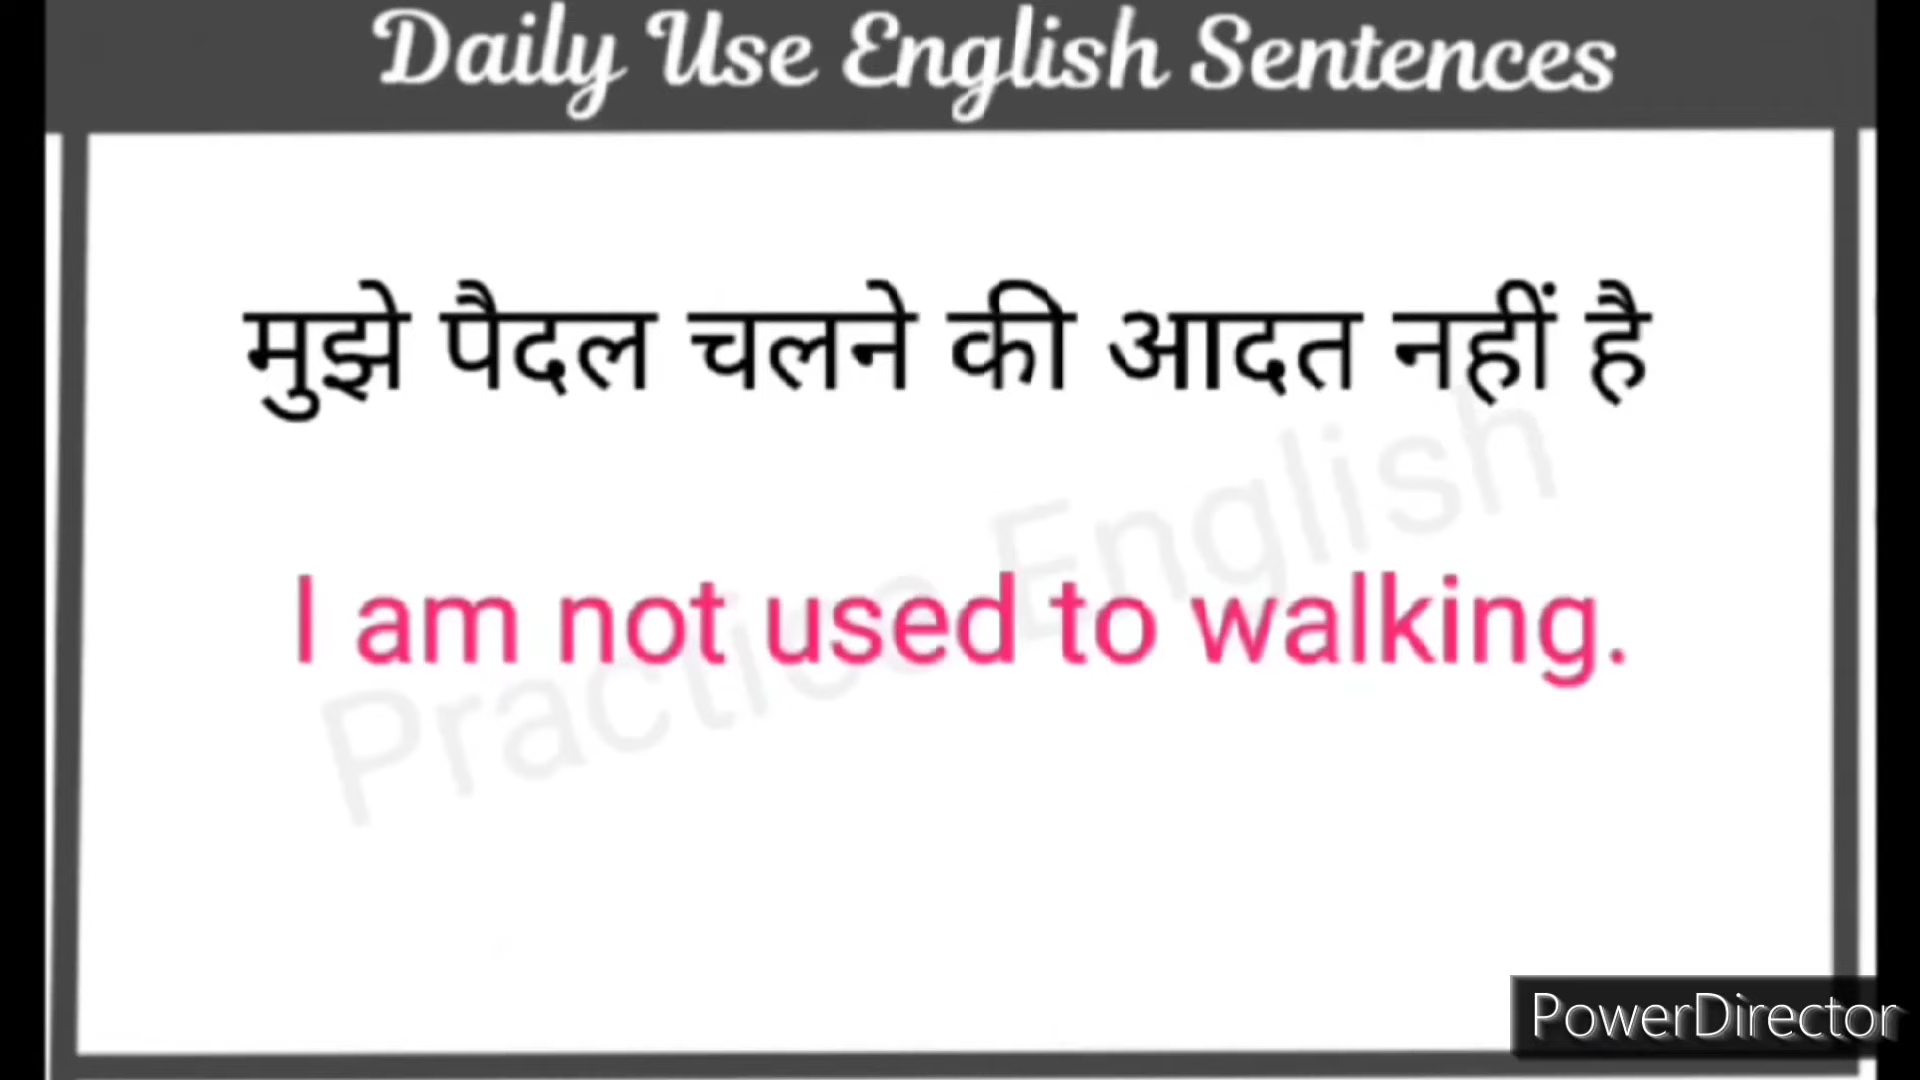 Daily Use English Sentences
मुझे पैदल चलने की आदत नहीं है
I am not used to walking.
Practice English
PowerDirector